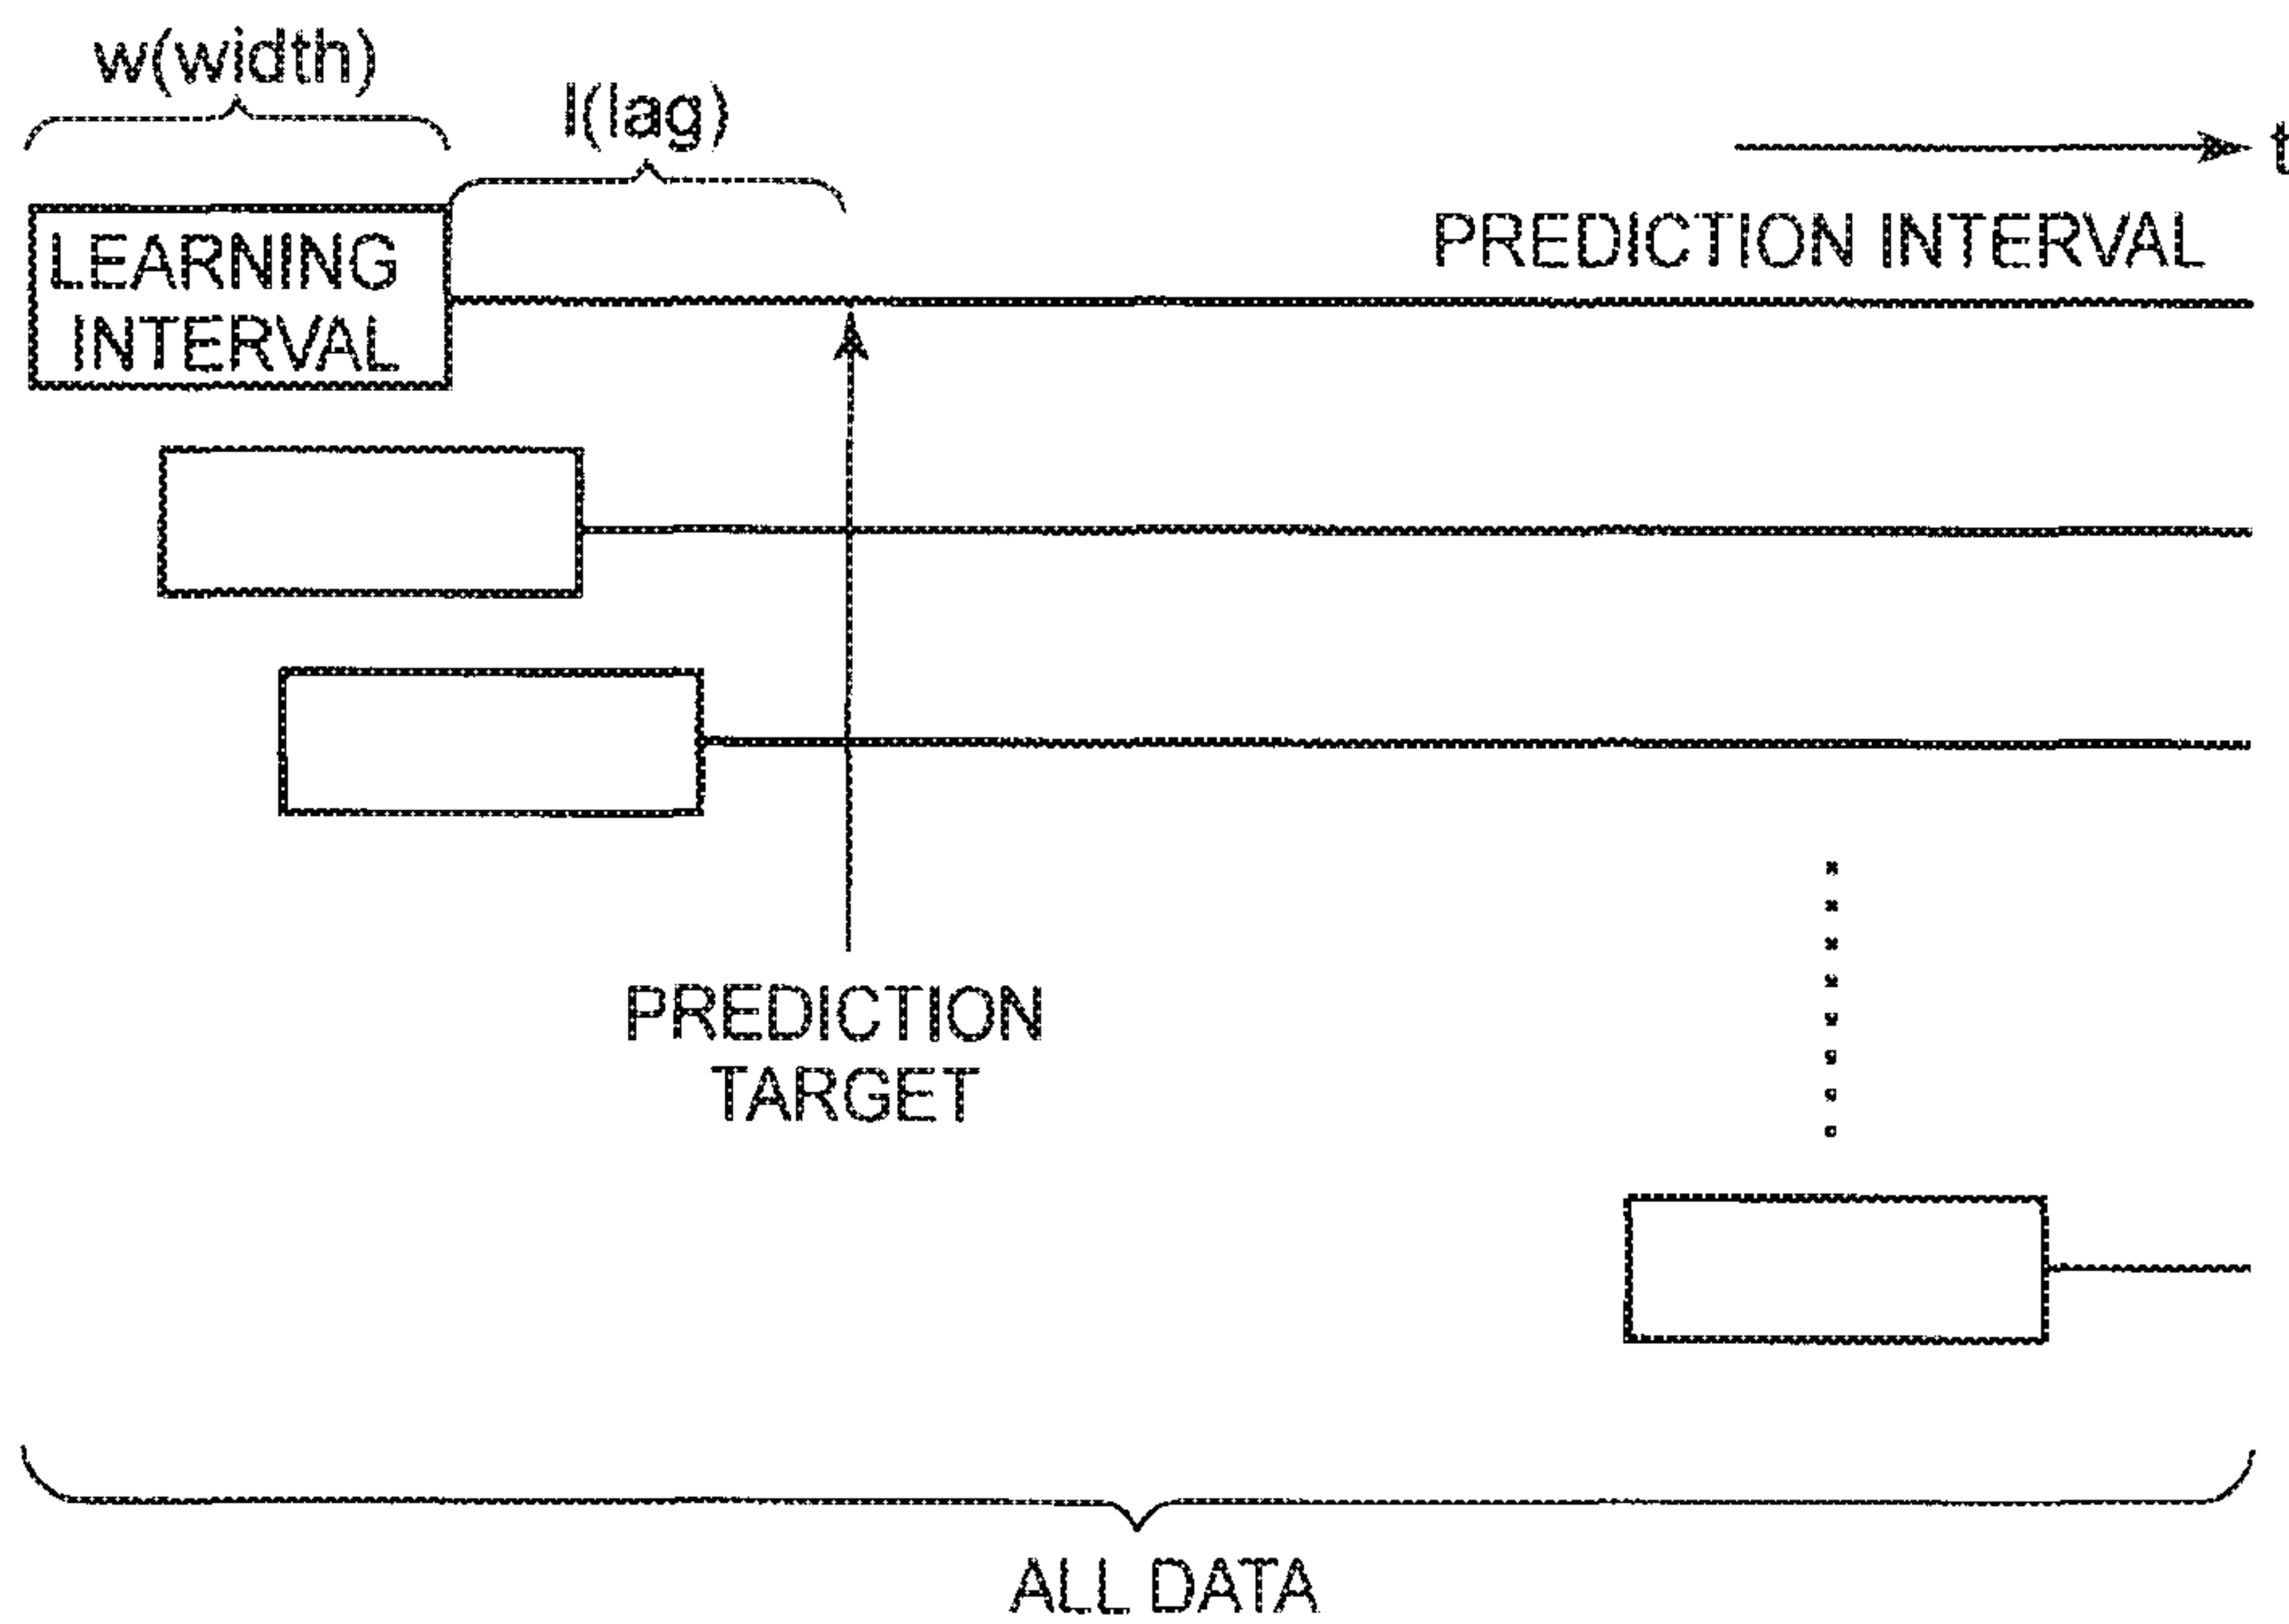 w(width)
l(lag)
t
LEARNING
INTERVAL
PREDICTION INTERVAL
PREDICTION
TARGET
ALL DATA